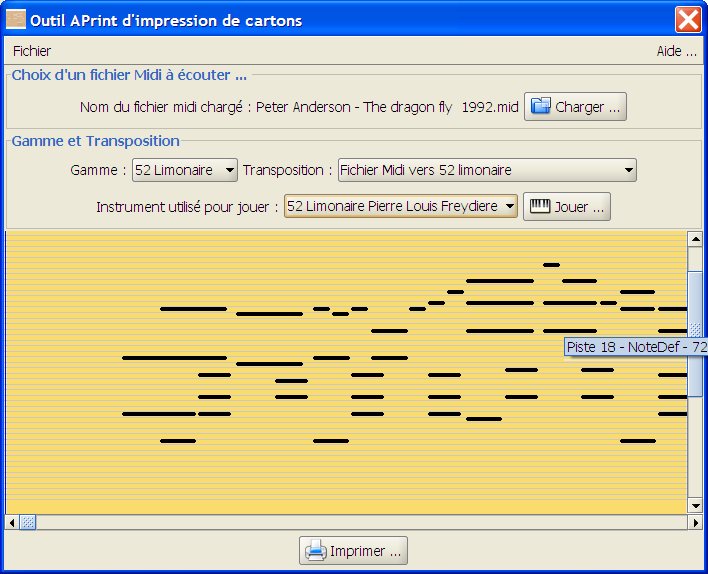 Outil APrint d'impression de cartons
Fichier Aide ...
Choix d'un fichier Midi à écouter ...
Nom du fichier midi chargé : Peter Anderson - The dragon fly 1992.mid Charger ...
Gamme et Transposition
Gamme : 52 Limonaire Transposition : Fichier Midi vers 52 limonaire
Instrument utilisé pour jouer : 52 Limonaire Pierre Louis Freydiere Jouer ...
Piste 18 - NoteDef - 72
Imprimer ...